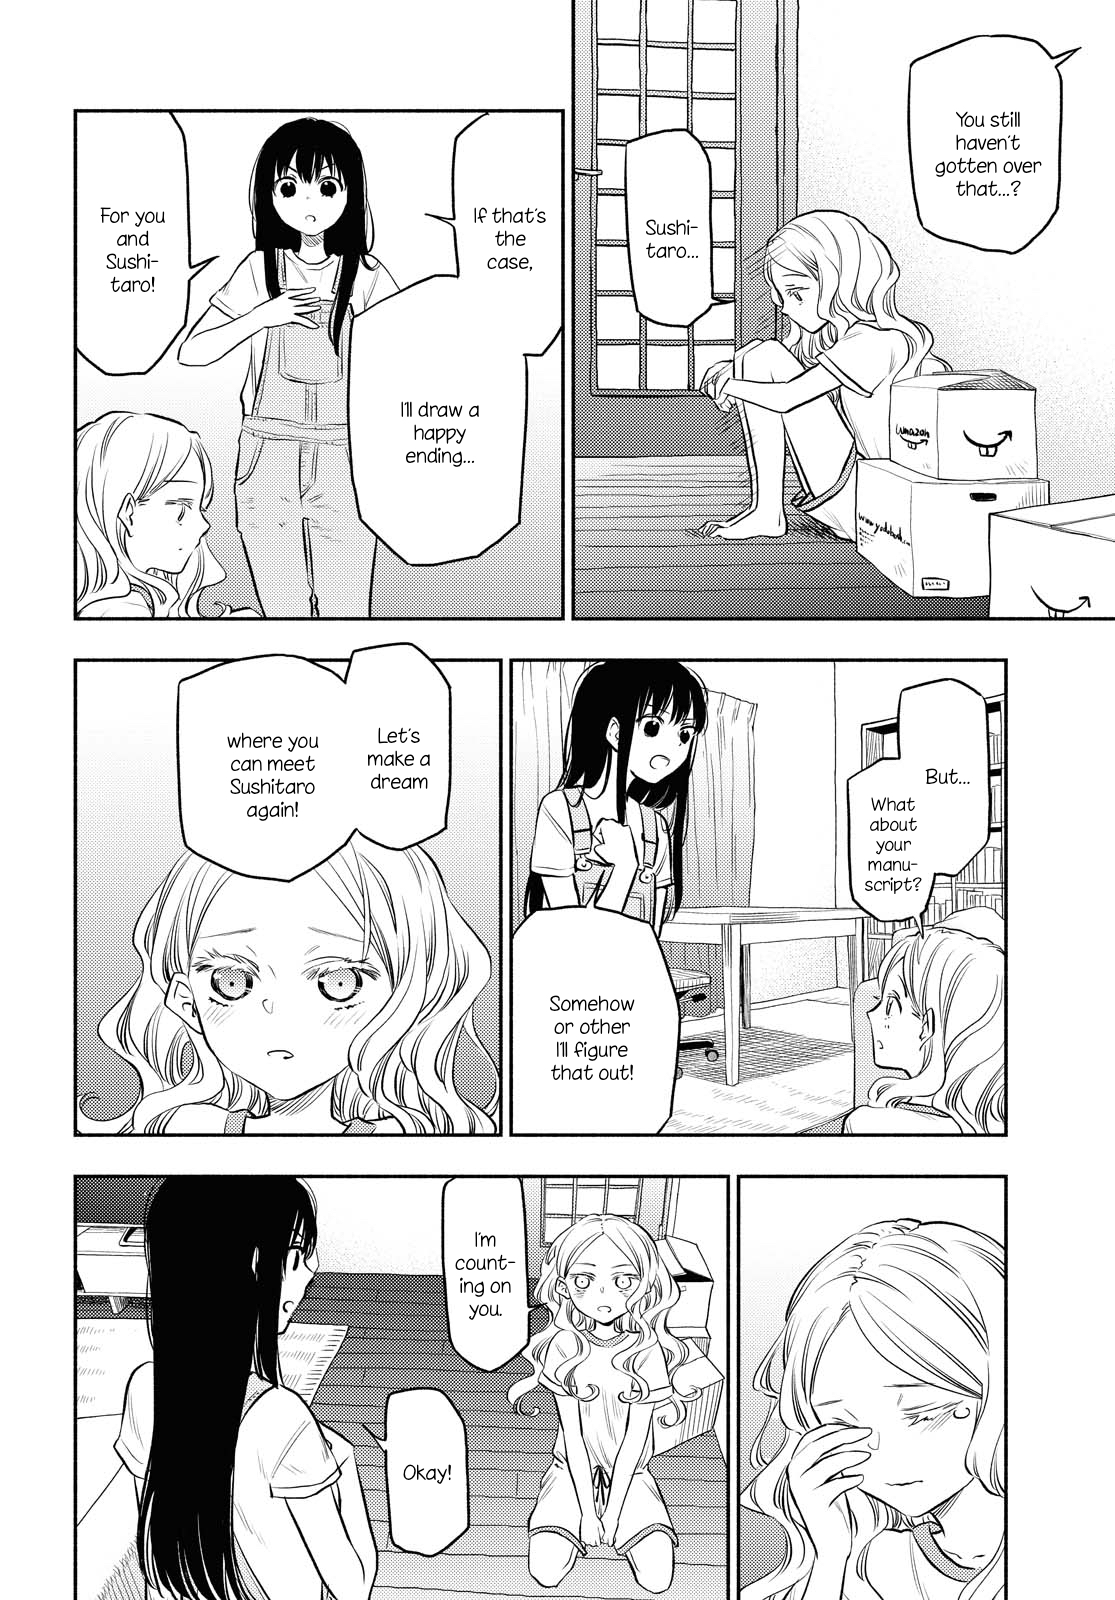 You still
haven't
gotten over
that...?
Sushi-
taro...
wmazon
If that's
the
case,
I'll draw a
happy
ending...
For you
and
Sushi-
taro!
But...
What
about
your
manu-
script?
Somehow
or other
I'll figure
that out!
Let's
make a
dream
where you
can meet
Sushitaro
again!
I'm
count-
ing on
you.
Okay!